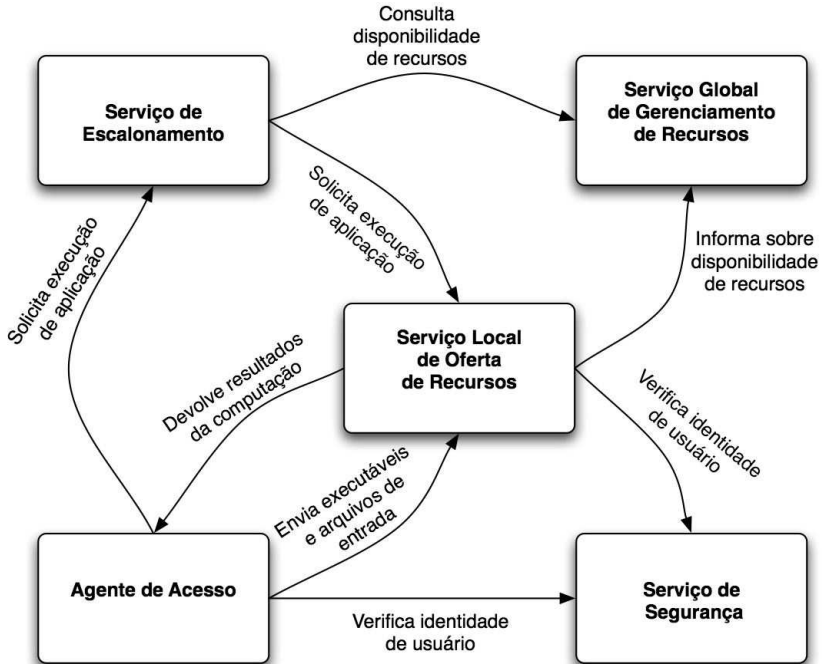 Consulta
disponibilidade
de recursos
Serviço de
Escalonamento
Serviço Global
de Gerenciamento
de Recursos
Solicita execução
de aplicação
Solicita execução
de aplicação
Informa sobre
disponibilidade
de recursos
Serviço Local
de Oferta
de Recursos
Devolve resultados
da computação
Verifica identidade
de usuário
Envia executáveis
e arquivos de
entrada
Agente de Acesso
Serviço de
Segurança
Verifica identidade
de usuário